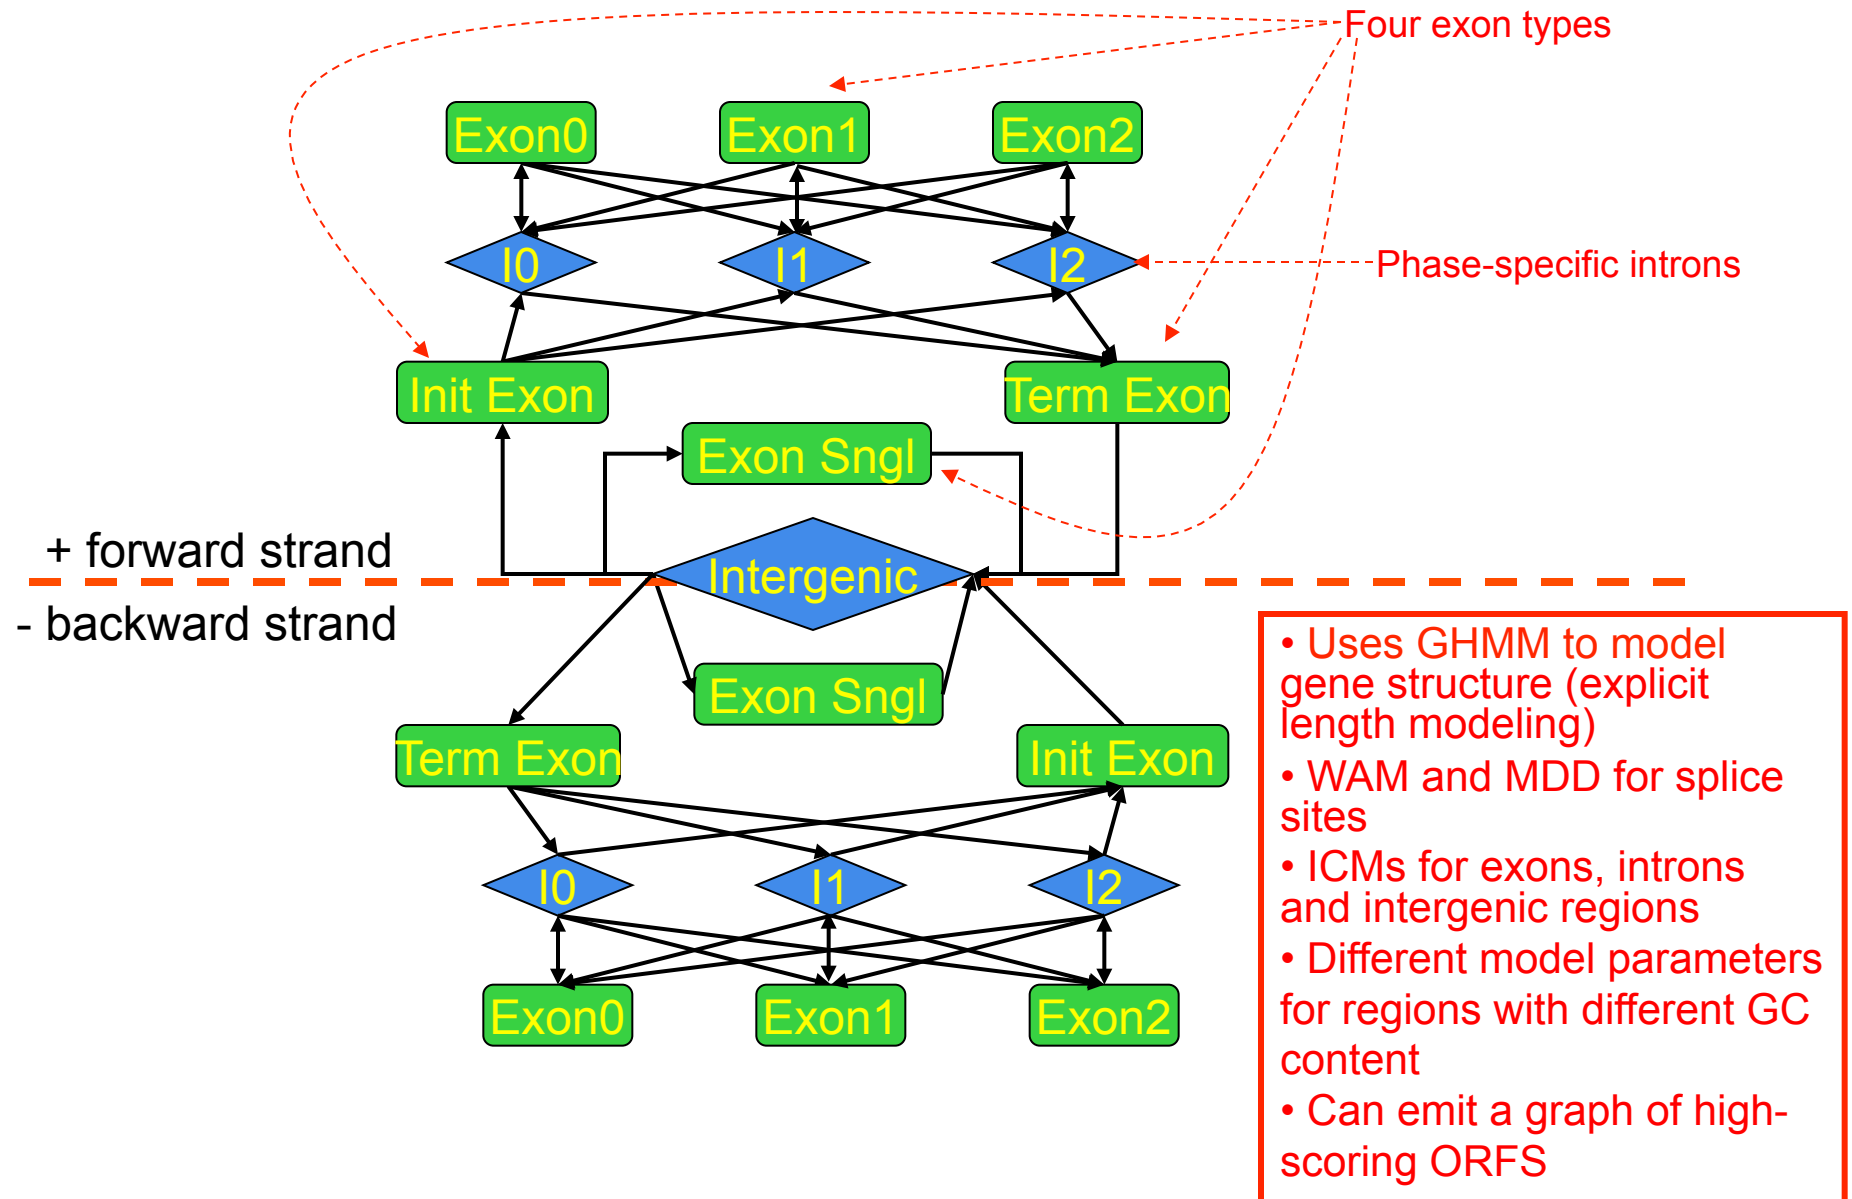 Four exon types
Exon0 Exon1 Exon2
I0 I1 I2
Phase-specific introns
Init Exon Term Exon
Exon Sngl
+ forward strand
Intergenic
- backward strand
Exon Sngl
Term Exon Init Exon
I0 I1 I2
Exon0 Exon1 Exon2
• Uses GHMM to model
gene structure (explicit
length modeling)
• WAM and MDD for splice
sites
• ICMs for exons, introns
and intergenic regions
• Different model parameters
for regions with different GC
content
• Can emit a graph of high-
scoring ORFS